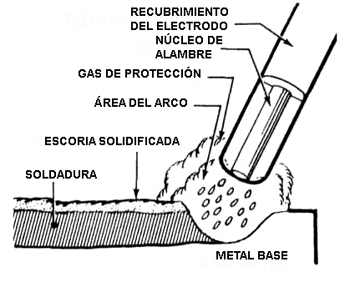 RECUBRIMIENTO
DEL ELECTRODO
NÚCLEO DE
ALAMBRE
GAS DE PROTECCIÓN
ÁREA DEL ARCO
ESCORIA SOLIDIFICADA
SOLDADURA
METAL BASE